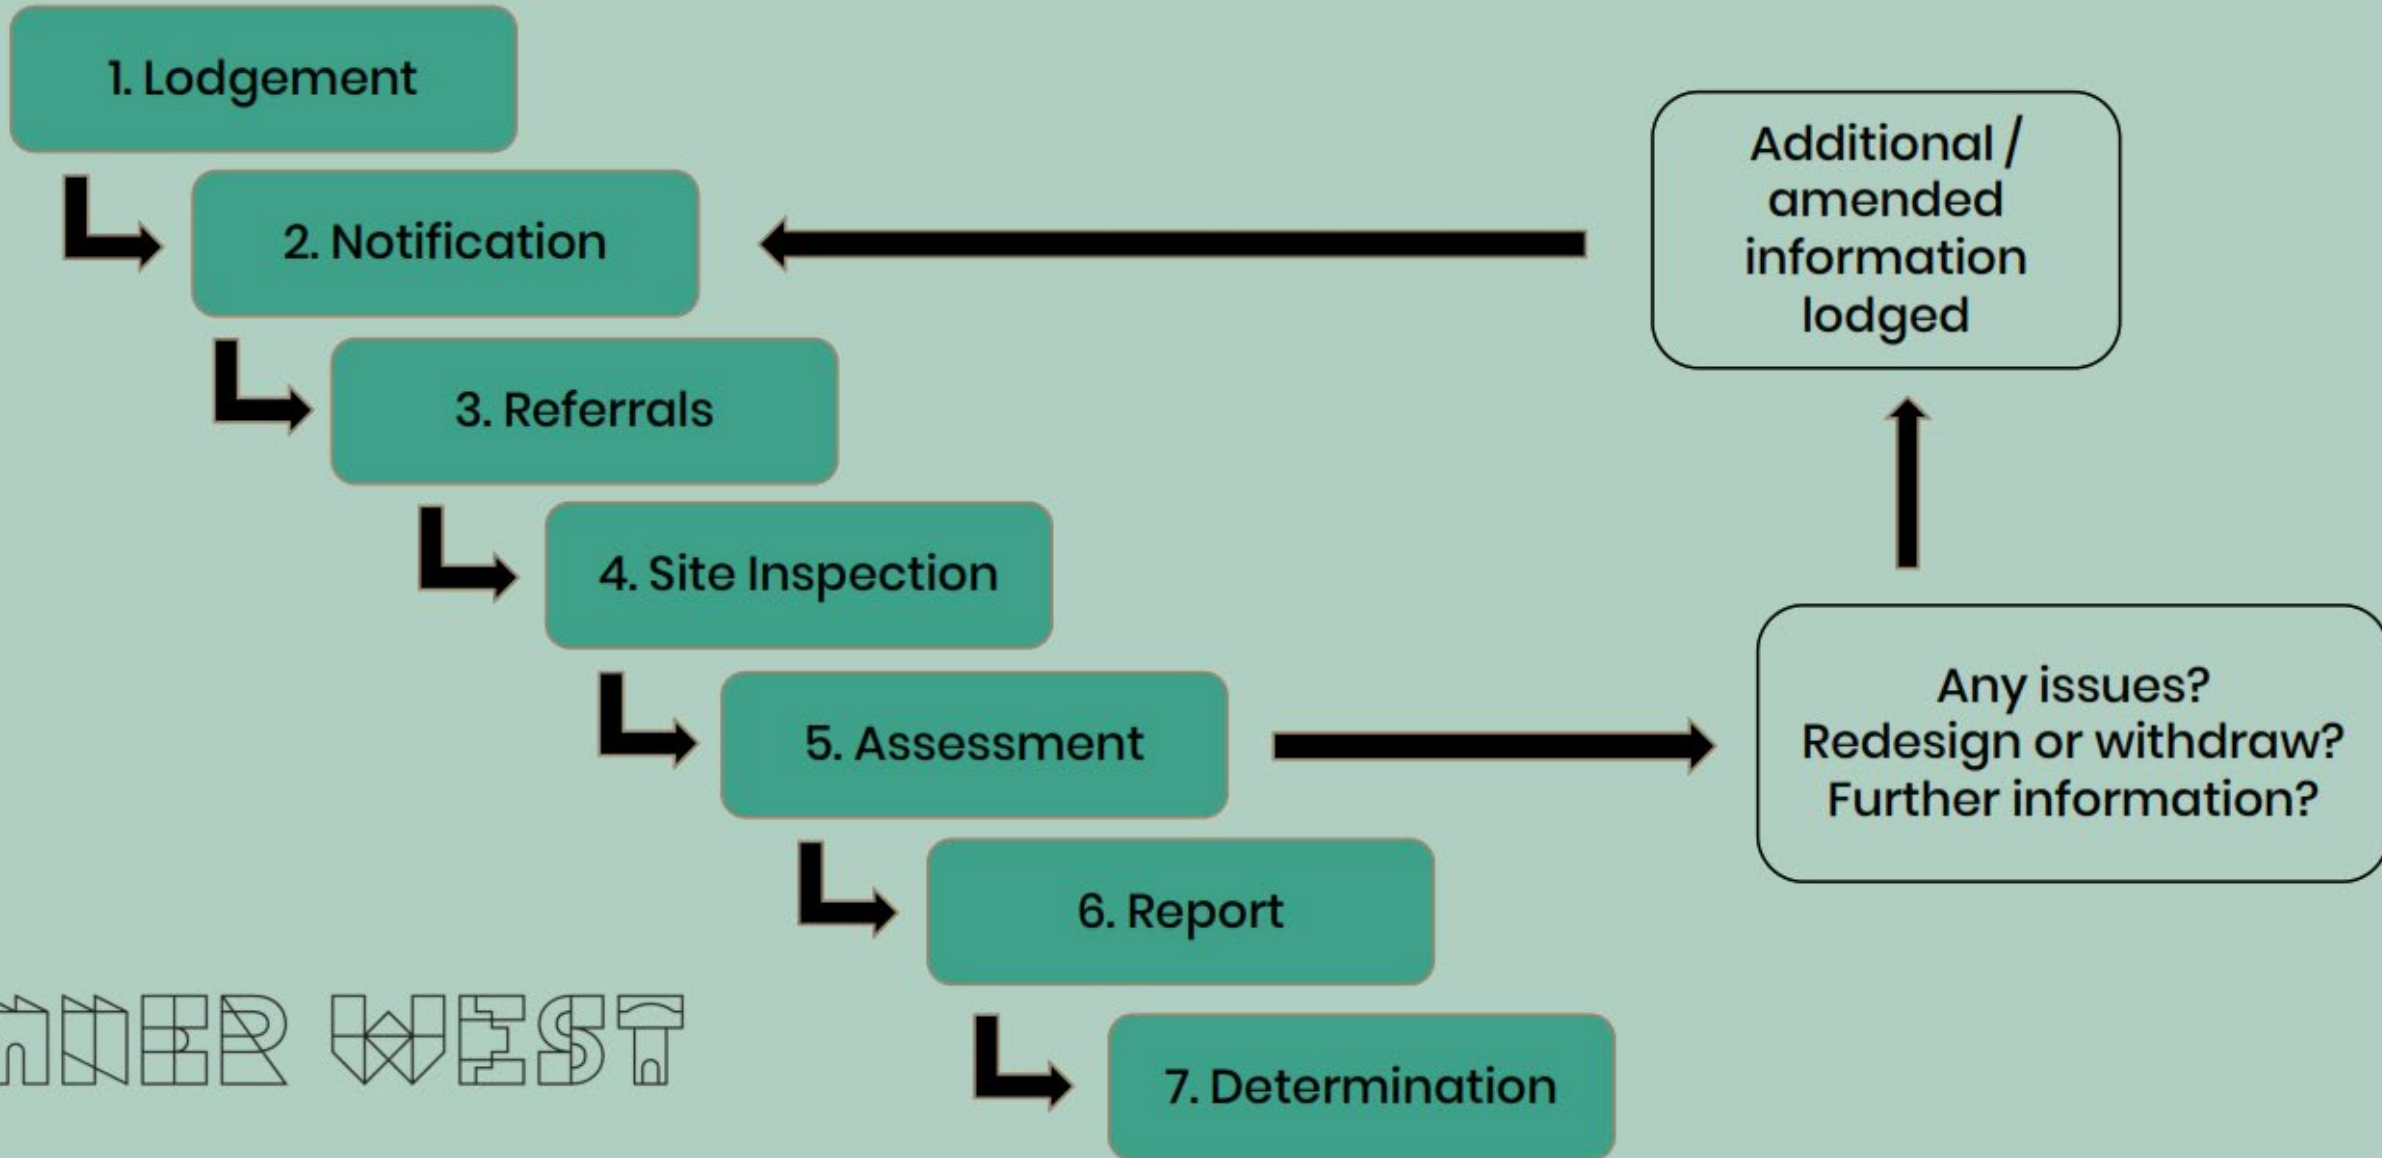 1. Lodgement
2. Notification
3. Referrals
4. Site Inspection
5. Assessment
6. Report
7. Determination
Additional /
amended
information
lodged
Any issues?
Redesign or withdraw?
Further information?
NNER WEST